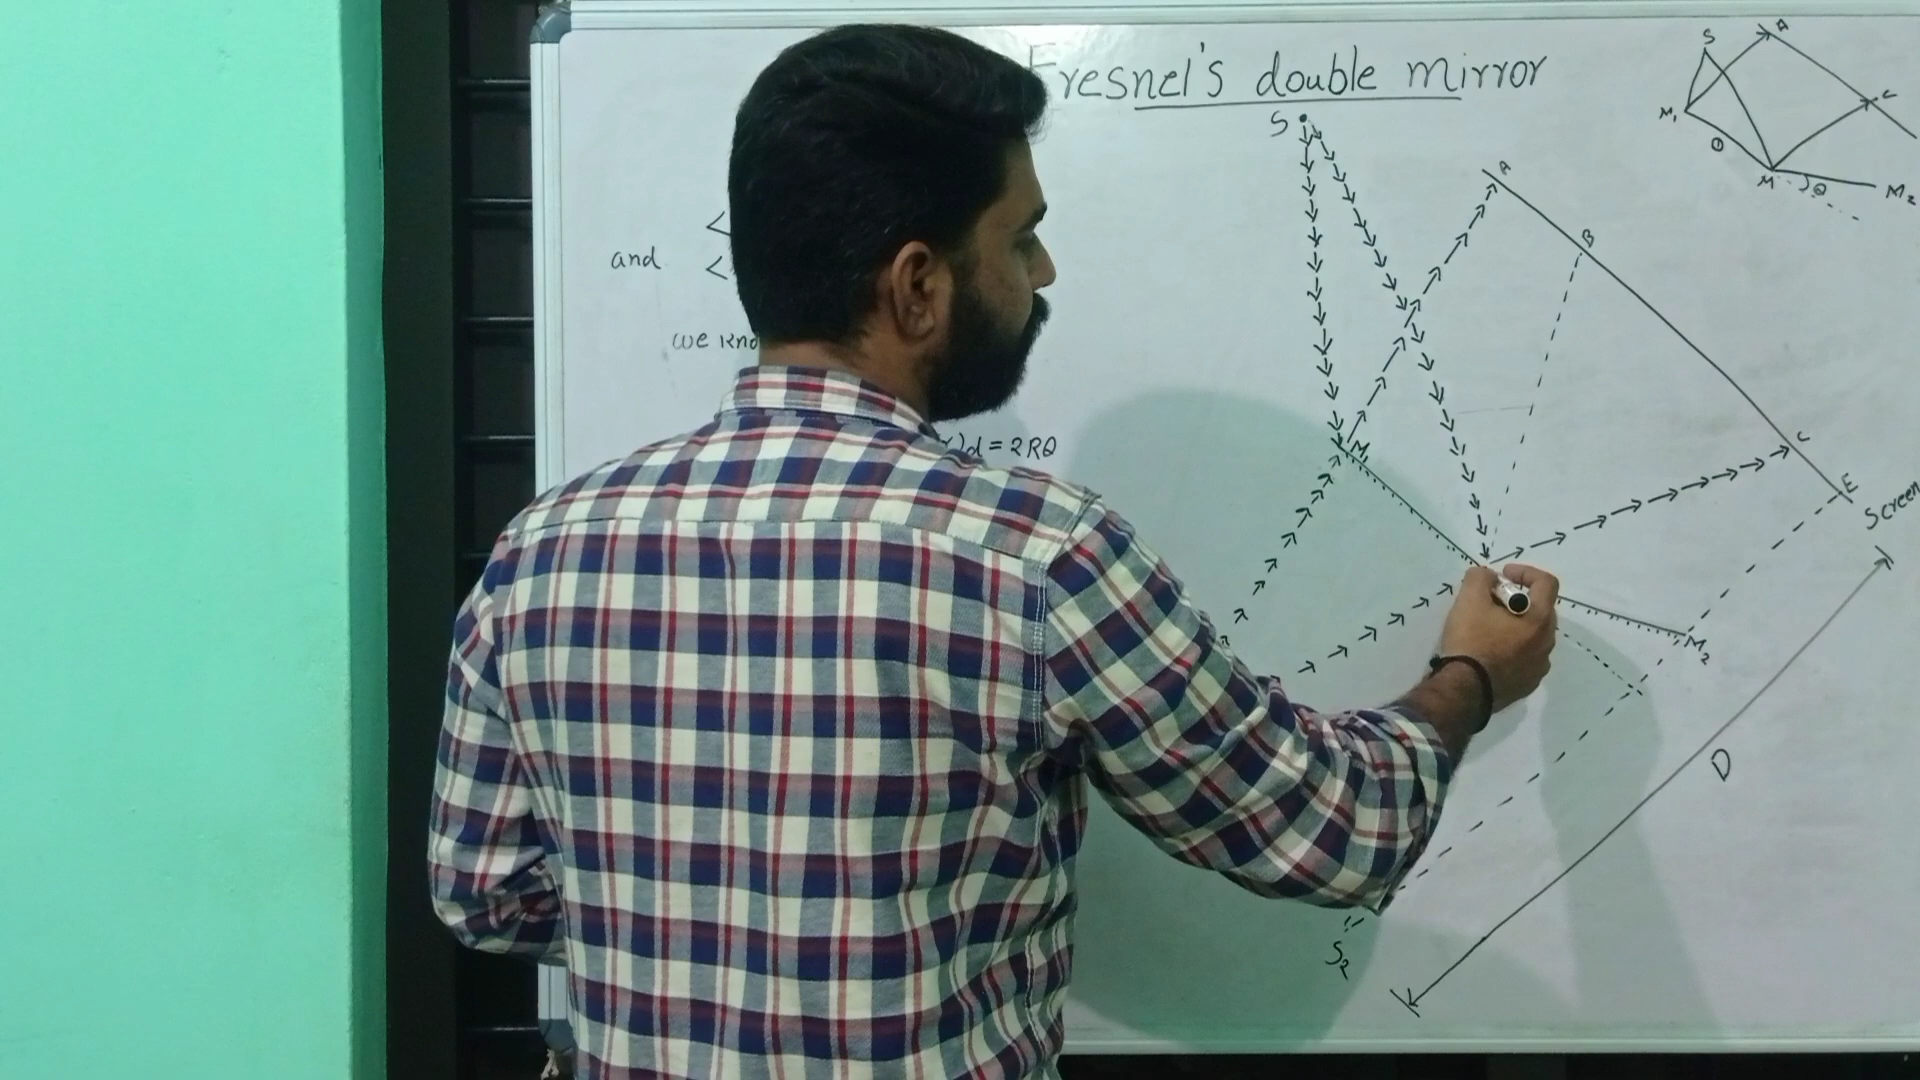 Fresnel's double mirror
S
A
M₁
θ
C
M
θ
M₂
S
A
B
and <
<
we kno
)d = 2Rθ
M₁
C
E
Screen
M₂
D
S₂